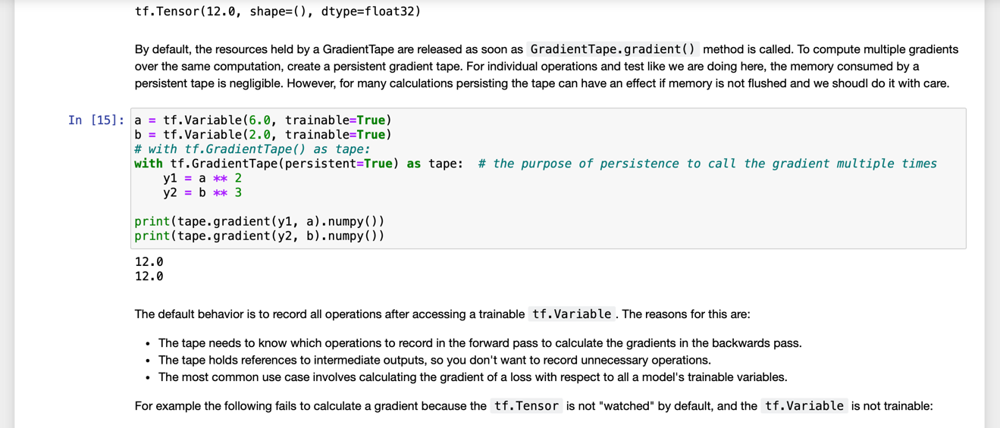 tf.Tensor(12.0, shape=(), dtype=float32)
By default, the resources held by a GradientTape are released as soon as GradientTape.gradient() method is called. To compute multiple gradients
over the same computation, create a persistent gradient tape. For individual operations and test like we are doing here, the memory consumed by a
persistent tape is negligible. However, for many calculations persisting the tape can have an effect if memory is not flushed and we shoudl do it with care.
In [15]: a = tf.Variable(6.0, trainable=True)
b = tf.Variable(2.0, trainable=True)
# with tf.GradientTape() as tape:
with tf.GradientTape(persistent=True) as tape:  # the purpose of persistence to call the gradient multiple times
    y1 = a ** 2
    y2 = b ** 3
print(tape.gradient(y1, a).numpy())
print(tape.gradient(y2, b).numpy())
12.0
12.0
The default behavior is to record all operations after accessing a trainable tf.Variable . The reasons for this are:
• The tape needs to know which operations to record in the forward pass to calculate the gradients in the backwards pass.
• The tape holds references to intermediate outputs, so you don't want to record unnecessary operations.
• The most common use case involves calculating the gradient of a loss with respect to all a model's trainable variables.
For example the following fails to calculate a gradient because the tf.Tensor is not "watched" by default, and the tf.Variable is not trainable: